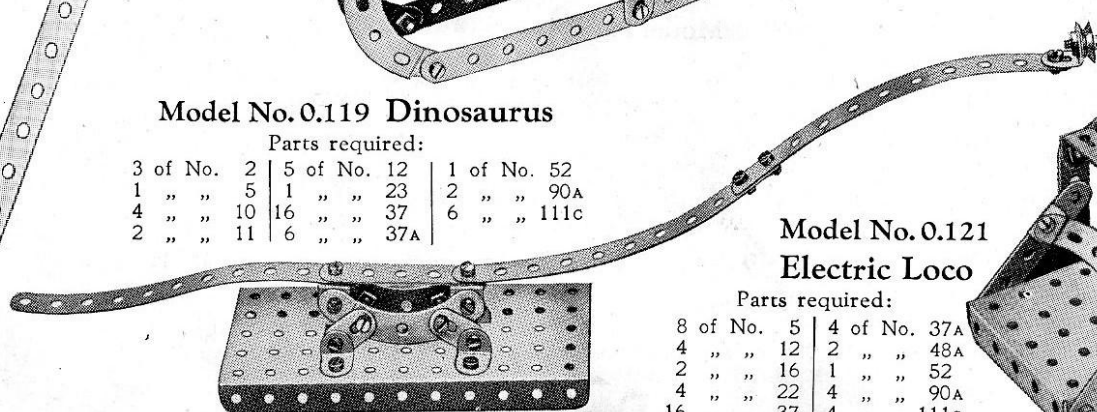 Model No. 0.119 Dinosaurus
Parts required:
3 of No. 2 | 5 of No. 12 | 1 of No. 52
1 „ „ 5 | 1 „ „ 23 | 2 „ „ 90A
4 „ „ 10 | 16 „ „ 37 | 6 „ „ 111C
2 „ „ 11 | 6 „ „ 37A |
Model No. 0.121
Electric Loco
Parts required:
8 of No. 5 | 4 of No. 37A
4 „ „ 12 | 2 „ „ 48A
2 „ „ 16 | 1 „ „ 52
4 „ „ 22 | 4 „ „ 90A
16 „ „ 37 | 4 „ „